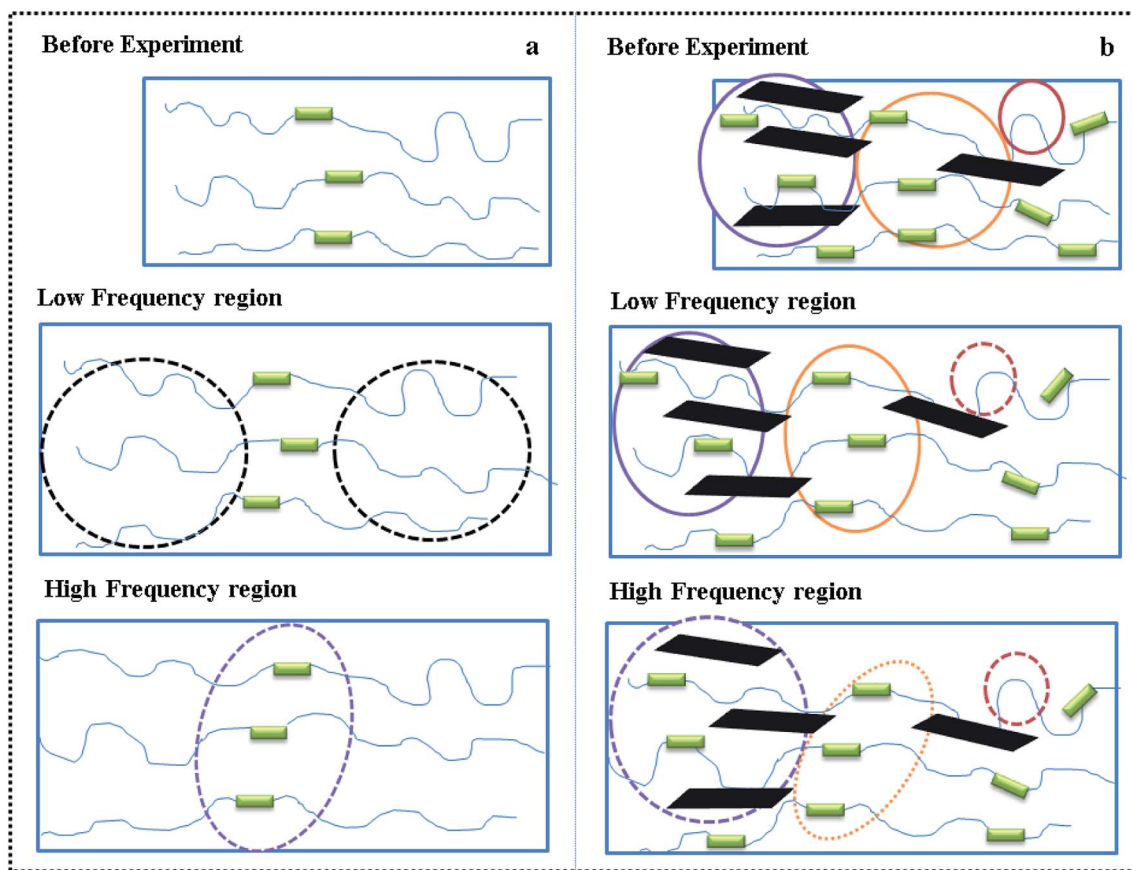 Before Experiment
a
Low Frequency region
High Frequency region
Before Experiment
b
Low Frequency region
High Frequency region